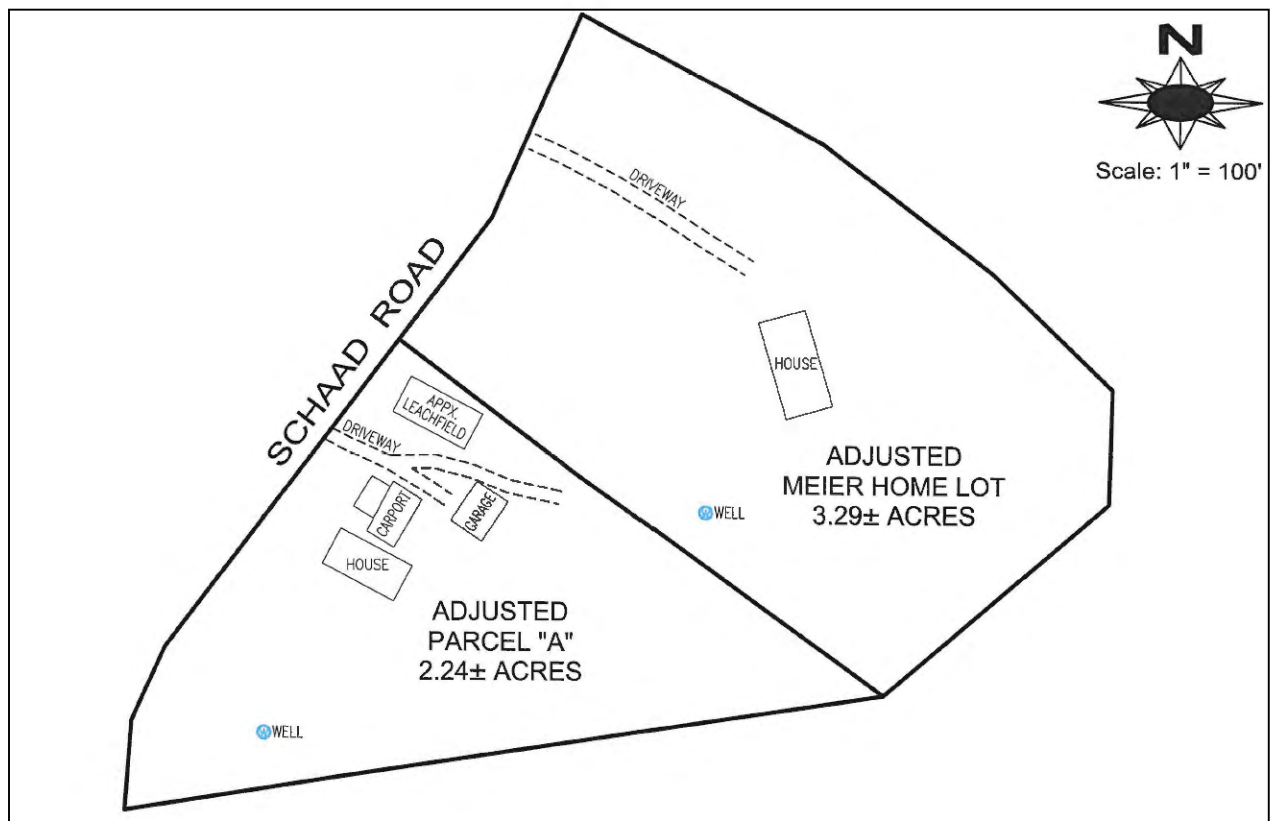 N
Scale: 1" = 100'
DRIVEWAY
SCHAAD ROAD
HOUSE
APPX.
LEACHFIELD
DRIVEWAY
ADJUSTED
MEIER HOME LOT
3.29± ACRES
CARPORT
GARAGE
WELL
HOUSE
ADJUSTED
PARCEL "A"
2.24± ACRES
WELL